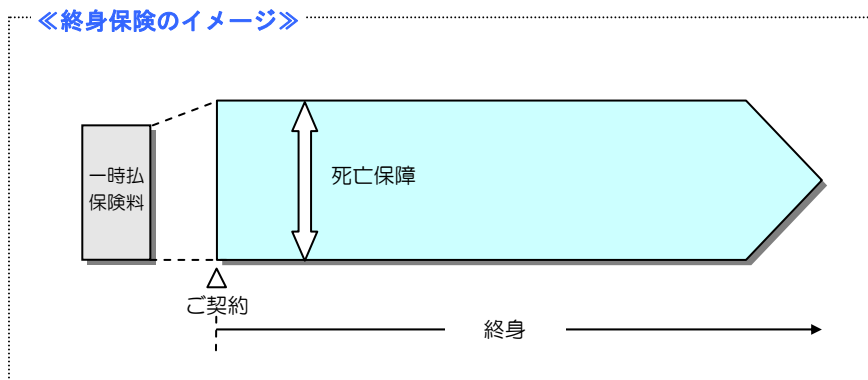 ≪終身保険のイメージ≫
一時払
保険料
死亡保障
ご契約
終身